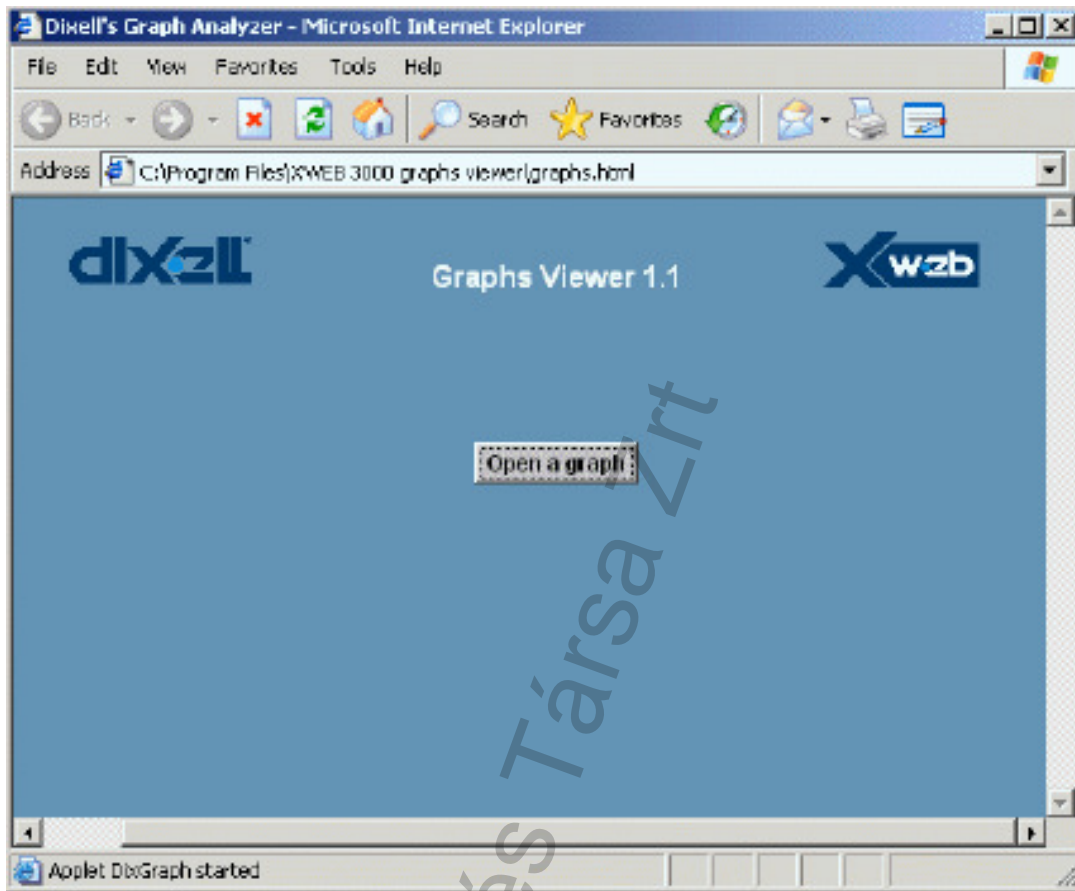 Dixell's Graph Analyzer - Microsoft Internet Explorer
File Edit View Favorites Tools Help
Back Search Favorites
Address C:\Program Files\XWEB 3000 graphs viewer\graphs.html
dixell Xweb
Graphs Viewer 1.1
Open a graph
Társa Zrt
Applet DixGraph started